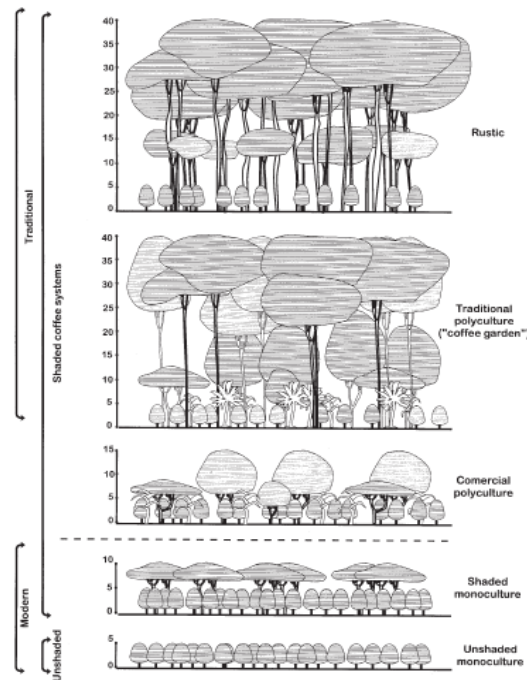 Traditional
Shaded coffee systems
40
35
30
25
20
15
10
5
0
Rustic
40
35
30
25
20
15
10
5
0
Traditional
polyculture
("coffee garden")
15
10
5
0
Comercial
polyculture
Modern
10
5
0
Shaded
monoculture
Unshaded
5
0
Unshaded
monoculture